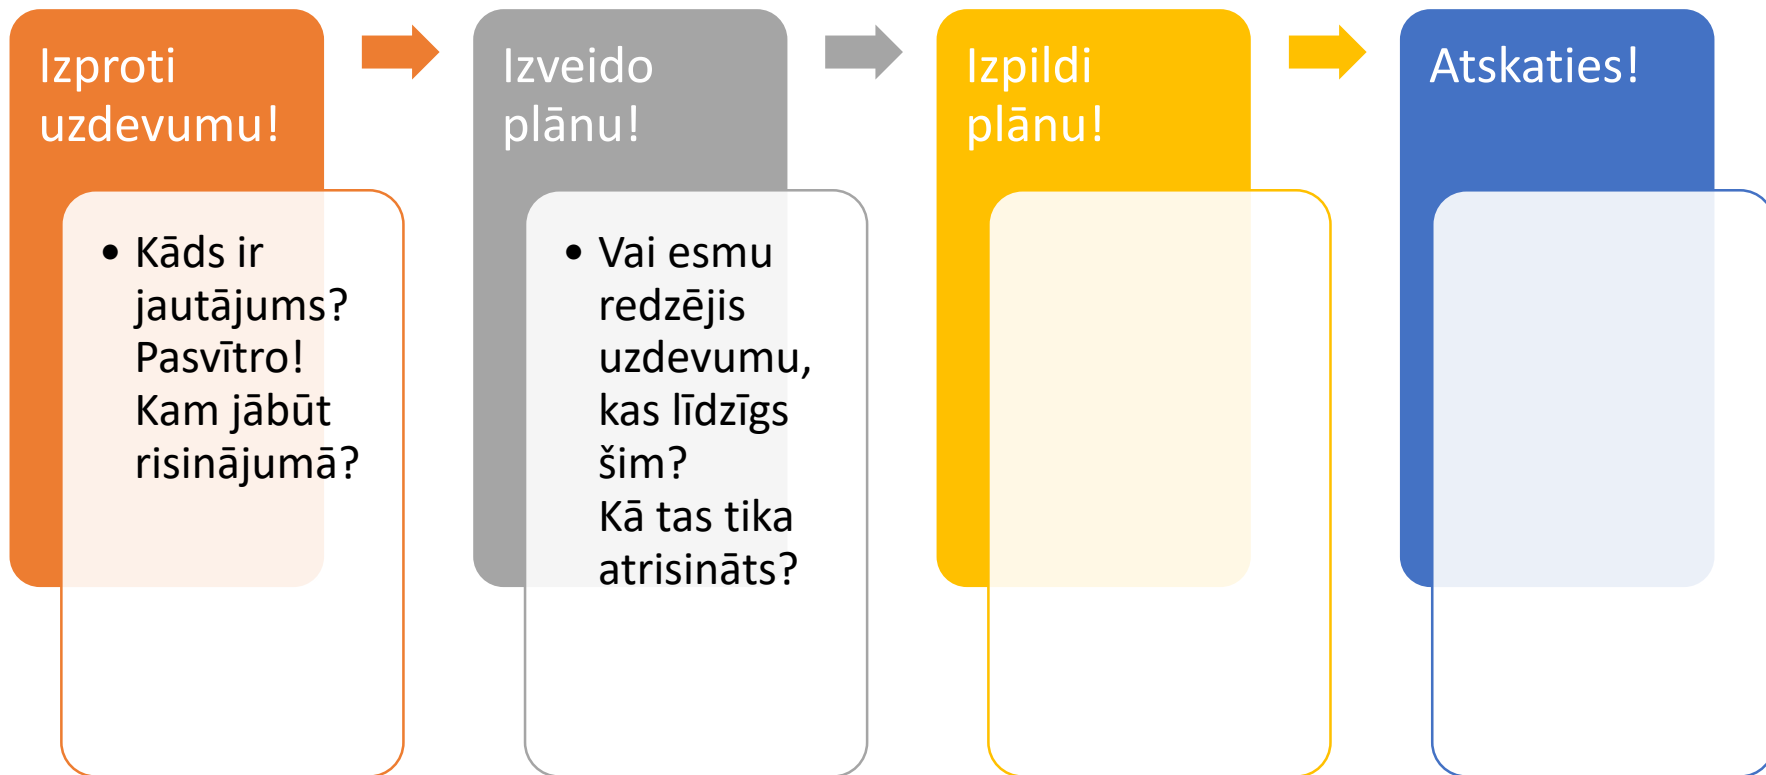 Izproti
uzdevumu!
• Kāds ir
jautājums?
Pasvītro!
Kam jābūt
risinājumā?
Izveido
plānu!
• Vai esmu
redzējis
uzdevumu,
kas līdzīgs
šim?
Kā tas tika
atrisināts?
Izpildi
plānu!
Atskaties!